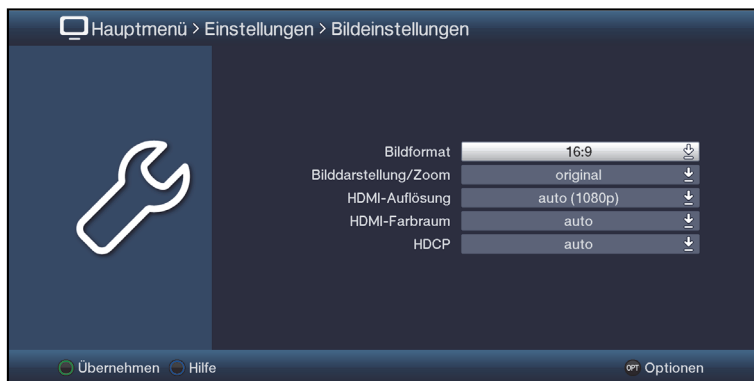 Hauptmenü > Einstellungen > Bildeinstellungen
Bildformat 16:9
Bilddarstellung/Zoom original
HDMI-Auflösung auto (1080p)
HDMI-Farbraum auto
HDCP auto
Übernehmen Hilfe OPT Optionen